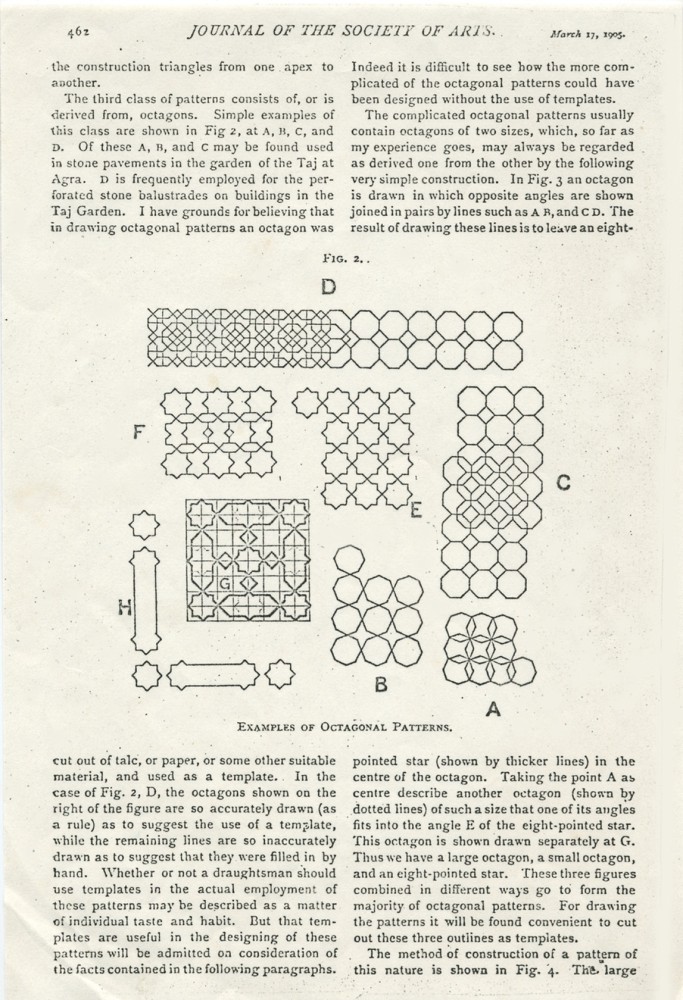 462
JOURNAL OF THE SOCIETY OF ARTS.
March 17, 1905.
the construction triangles from one apex to
another.
The third class of patterns consists of, or is
derived from, octagons. Simple examples of
this class are shown in Fig 2, at A, B, C, and
D. Of these A, B, and C may be found used
in stone pavements in the garden of the Taj at
Agra. D is frequently employed for the per-
forated stone balustrades on buildings in the
Taj Garden. I have grounds for believing that
in drawing octagonal patterns an octagon was
Indeed it is difficult to see how the more com-
plicated of the octagonal patterns could have
been designed without the use of templates.
The complicated octagonal patterns usually
contain octagons of two sizes, which, so far as
my experience goes, may always be regarded
as derived one from the other by the following
very simple construction. In Fig. 3 an octagon
is drawn in which opposite angles are shown
joined in pairs by lines such as A B, and C D. The
result of drawing these lines is to leave an eight-
FIG. 2.
D
F
E
C
G
H
B
A
EXAMPLES OF OCTAGONAL PATTERNS.
cut out of talc, or paper, or some other suitable
material, and used as a template. In the
case of Fig. 2, D, the octagons shown on the
right of the figure are so accurately drawn (as
a rule) as to suggest the use of a template,
while the remaining lines are so inaccurately
drawn as to suggest that they were filled in by
hand. Whether or not a draughtsman should
use templates in the actual employment of
these patterns may be described as a matter
of individual taste and habit. But that tem-
plates are useful in the designing of these
patterns will be admitted on consideration of
the facts contained in the following paragraphs.
pointed star (shown by thicker lines) in the
centre of the octagon. Taking the point A as
centre describe another octagon (shown by
dotted lines) of such a size that one of its angles
fits into the angle E of the eight-pointed star.
This octagon is shown drawn separately at G.
Thus we have a large octagon, a small octagon,
and an eight-pointed star. These three figures
combined in different ways go to form the
majority of octagonal patterns. For drawing
the patterns it will be found convenient to cut
out these three outlines as templates.
The method of construction of a pattern of
this nature is shown in Fig. 4. The large